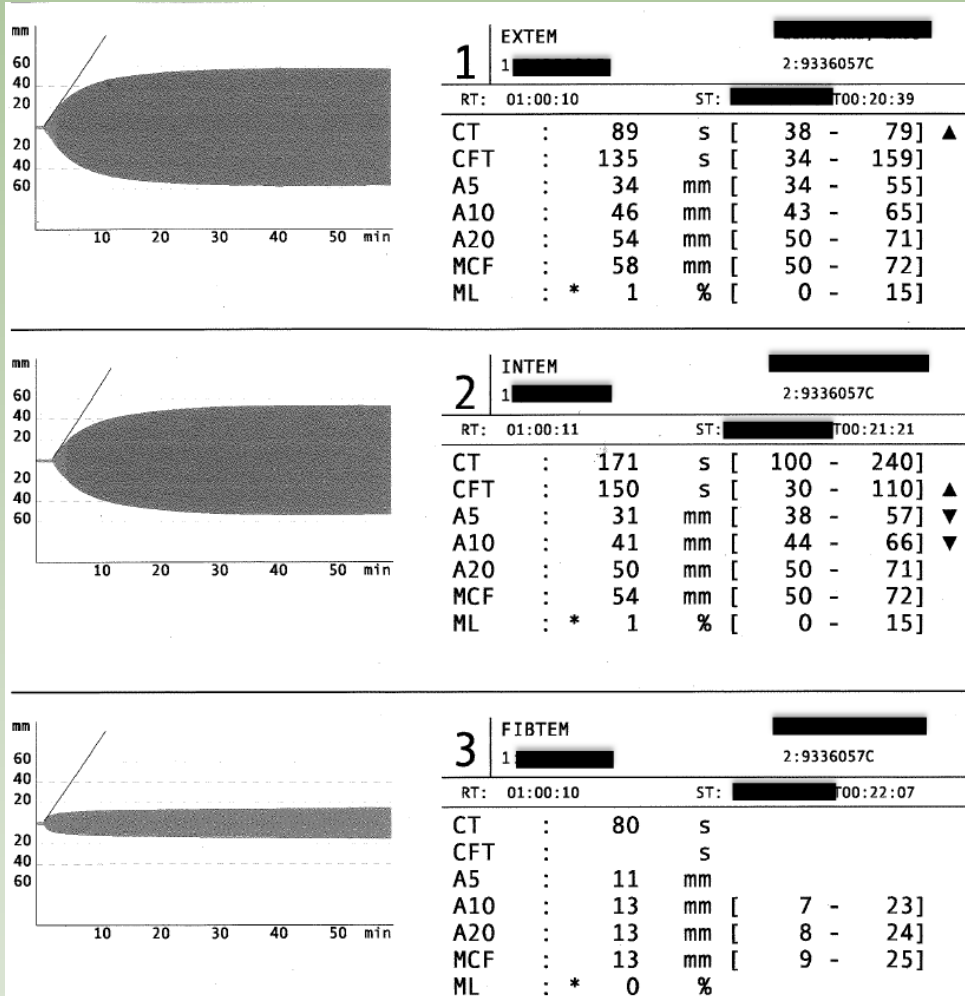 mm
60
40
20
20
40
60
10 20 30 40 50 min
1 EXTEM
1
2:9336057C
RT: 01:00:10 ST: T00:20:39
CT : 89 s [ 38 - 79] ▲
CFT : 135 s [ 34 - 159]
A5 : 34 mm [ 34 - 55]
A10 : 46 mm [ 43 - 65]
A20 : 54 mm [ 50 - 71]
MCF : 58 mm [ 50 - 72]
ML : * 1 % [ 0 - 15]
mm
60
40
20
20
40
60
10 20 30 40 50 min
2 INTEM
1
2:9336057C
RT: 01:00:11 ST: T00:21:21
CT : 171 s [ 100 - 240]
CFT : 150 s [ 30 - 110] ▲
A5 : 31 mm [ 38 - 57] ▼
A10 : 41 mm [ 44 - 66] ▼
A20 : 50 mm [ 50 - 71]
MCF : 54 mm [ 50 - 72]
ML : * 1 % [ 0 - 15]
mm
60
40
20
20
40
60
10 20 30 40 50 min
3 FIBTEM
1:
2:9336057C
RT: 01:00:10 ST: T00:22:07
CT : 80 s
CFT : s
A5 : 11 mm
A10 : 13 mm [ 7 - 23]
A20 : 13 mm [ 8 - 24]
MCF : 13 mm [ 9 - 25]
ML : * 0 %